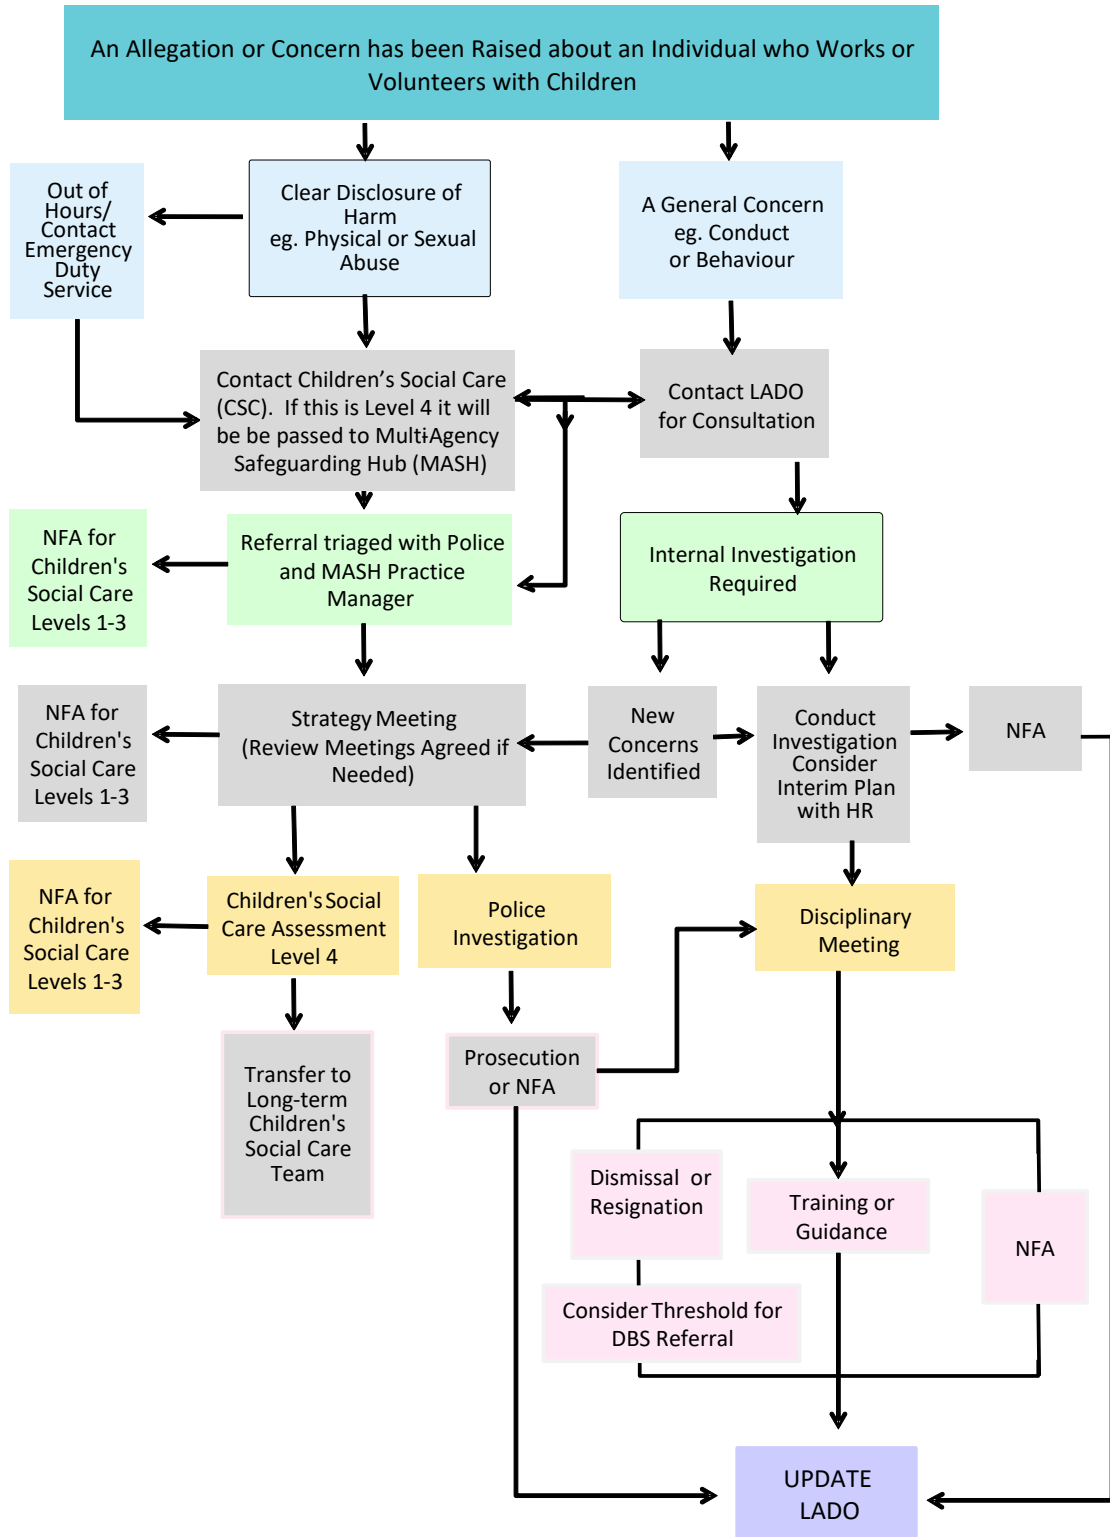 An Allegation or Concern has been Raised about an Individual who Works or
Volunteers with Children
Out of
Hours/
Contact
Emergency
Duty
Service
Clear Disclosure of
Harm
eg. Physical or Sexual
Abuse
A General Concern
eg. Conduct
or Behaviour
Contact Children’s Social Care
(CSC). If this is Level 4 it will
be be passed to Multi-Agency
Safeguarding Hub (MASH)
Contact LADO
for Consultation
NFA for
Children's
Social Care
Levels 1-3
Referral triaged with Police
and MASH Practice
Manager
Internal Investigation
Required
NFA for
Children's
Social Care
Levels 1-3
Strategy Meeting
(Review Meetings Agreed if
Needed)
New
Concerns
Identified
Conduct
Investigation
Consider
Interim Plan
with HR
NFA
NFA for
Children's
Social Care
Levels 1-3
Children's Social
Care Assessment
Level 4
Police
Investigation
Disciplinary
Meeting
Transfer to
Long-term
Children's
Social Care
Team
Prosecution
or NFA
Dismissal or
Resignation
Training or
Guidance
NFA
Consider Threshold for
DBS Referral
UPDATE
LADO